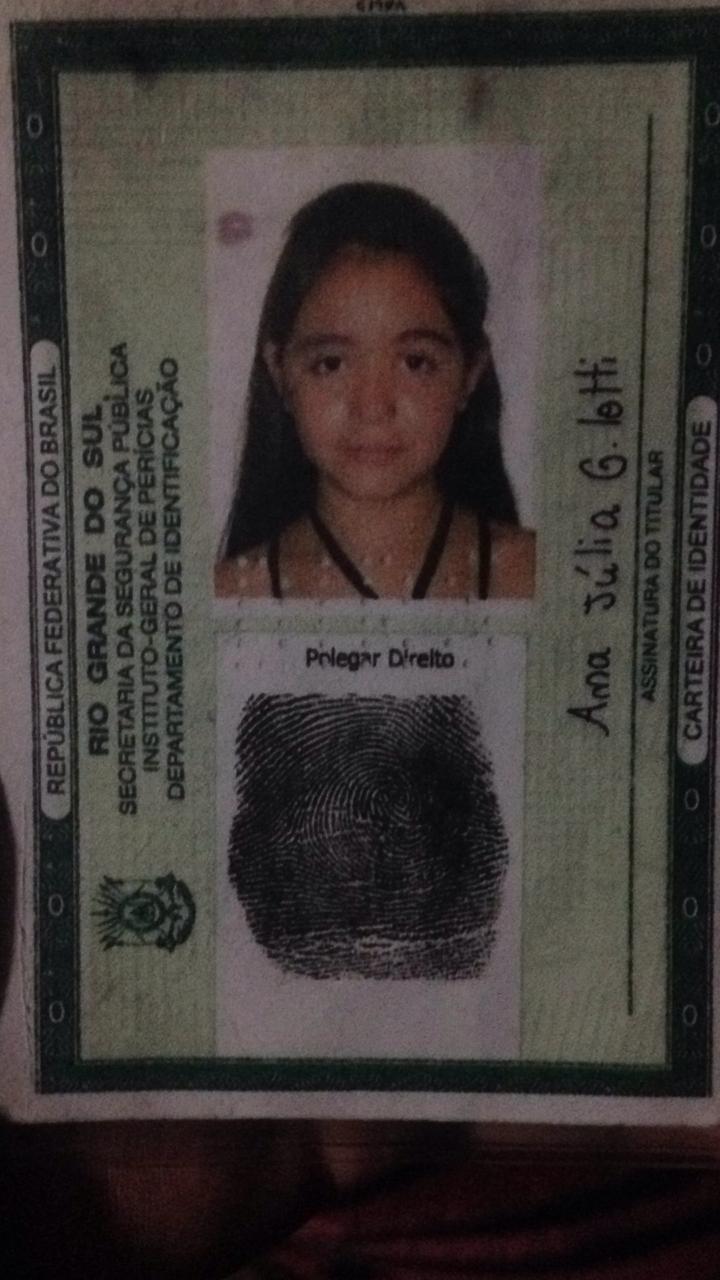 REPÚBLICA FEDERATIVA DO BRASIL
RIO GRANDE DO SUL
SECRETARIA DA SEGURANÇA PÚBLICA
INSTITUTO-GERAL DE PERÍCIAS
DEPARTAMENTO DE IDENTIFICAÇÃO
Polegar Direito
Ana Júlia G. Iotti
ASSINATURA DO TITULAR
CARTEIRA DE IDENTIDADE